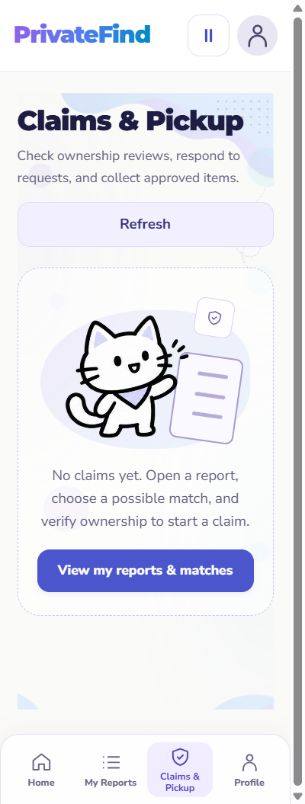 PrivateFind
Claims & Pickup
Check ownership reviews, respond to
requests, and collect approved items.
Refresh
No claims yet. Open a report,
choose a possible match, and
verify ownership to start a claim.
View my reports & matches
Home
My Reports
Claims &
Pickup
Profile